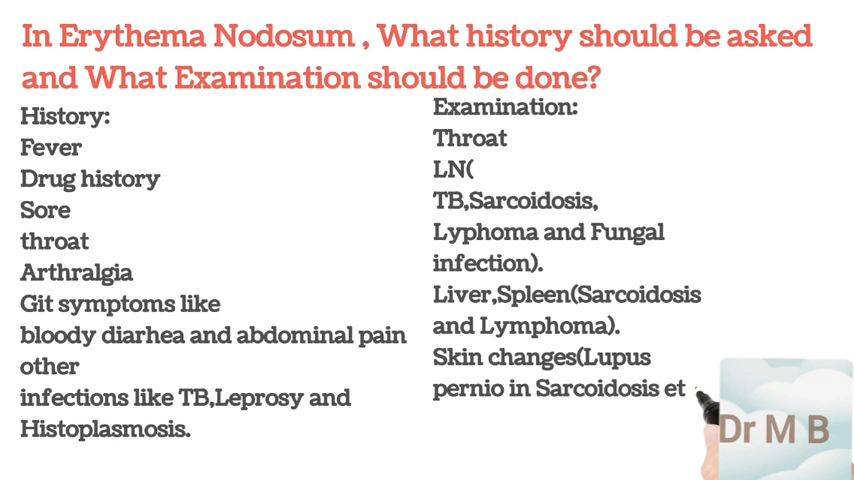 In Erythema Nodosum , What history should be asked
and What Examination should be done?
History:
Fever
Drug history
Sore
throat
Arthralgia
Git symptoms like
bloody diarhea and abdominal pain
other
infections like TB,Leprosy and
Histoplasmosis.
Examination:
Throat
LN(
TB,Sarcoidosis,
Lyphoma and Fungal
infection).
Liver,Spleen(Sarcoidosis
and Lymphoma).
Skin changes(Lupus
pernio in Sarcoidosis et
Dr M B